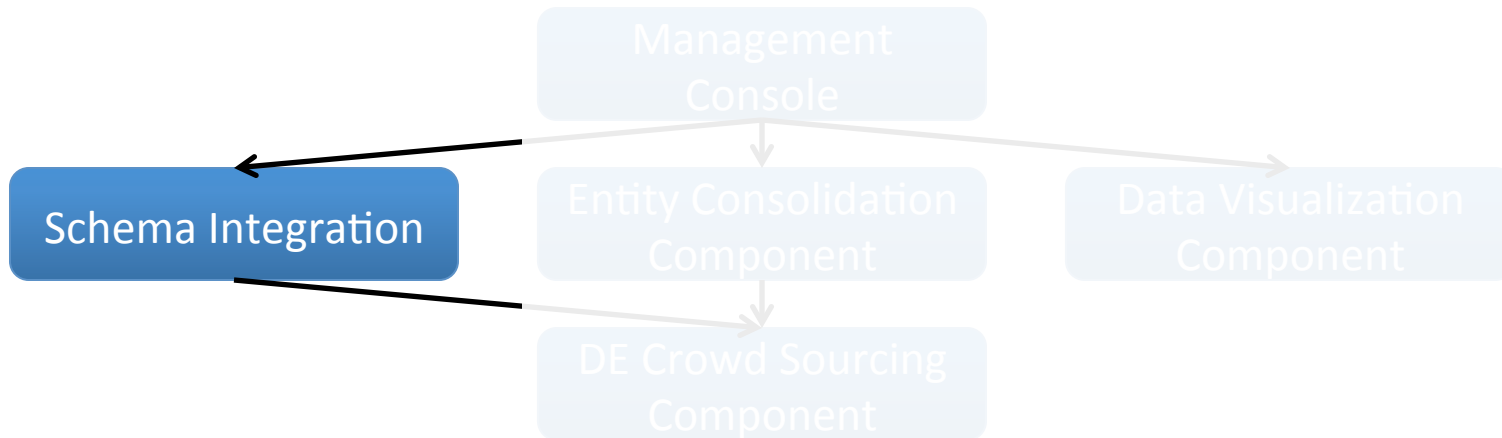 Management
Console
Schema Integration
Entity Consolidation
Component
Data Visualization
Component
DE Crowd Sourcing
Component